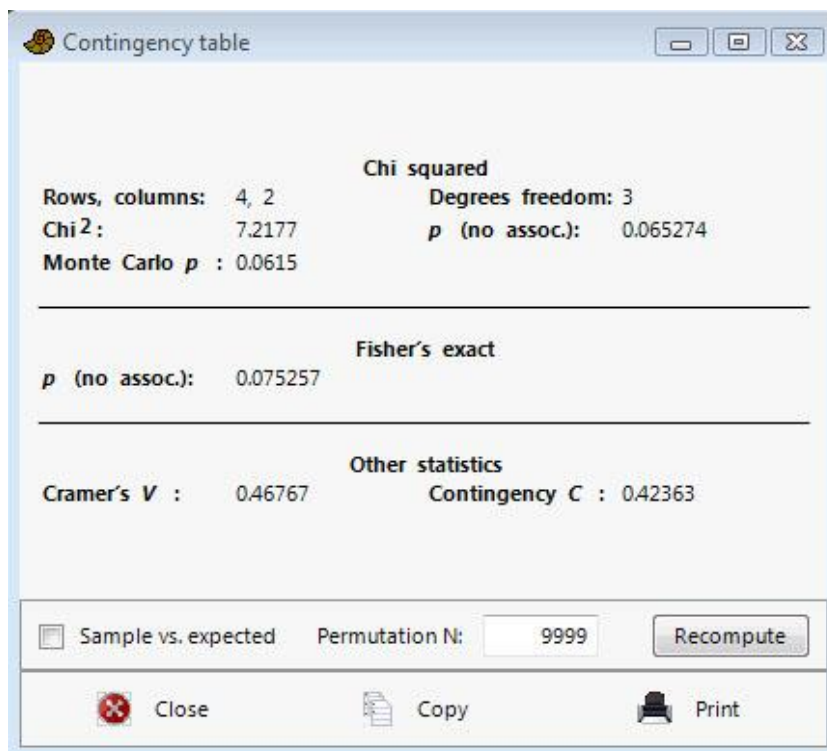 Contingency table
Chi squared
Rows, columns: 4, 2 Degrees freedom: 3
Chi2: 7.2177 p (no assoc.): 0.065274
Monte Carlo p : 0.0615
Fisher's exact
p (no assoc.): 0.075257
Other statistics
Cramer's V : 0.46767 Contingency C : 0.42363
Sample vs. expected Permutation N: 9999 Recompute
Close Copy Print